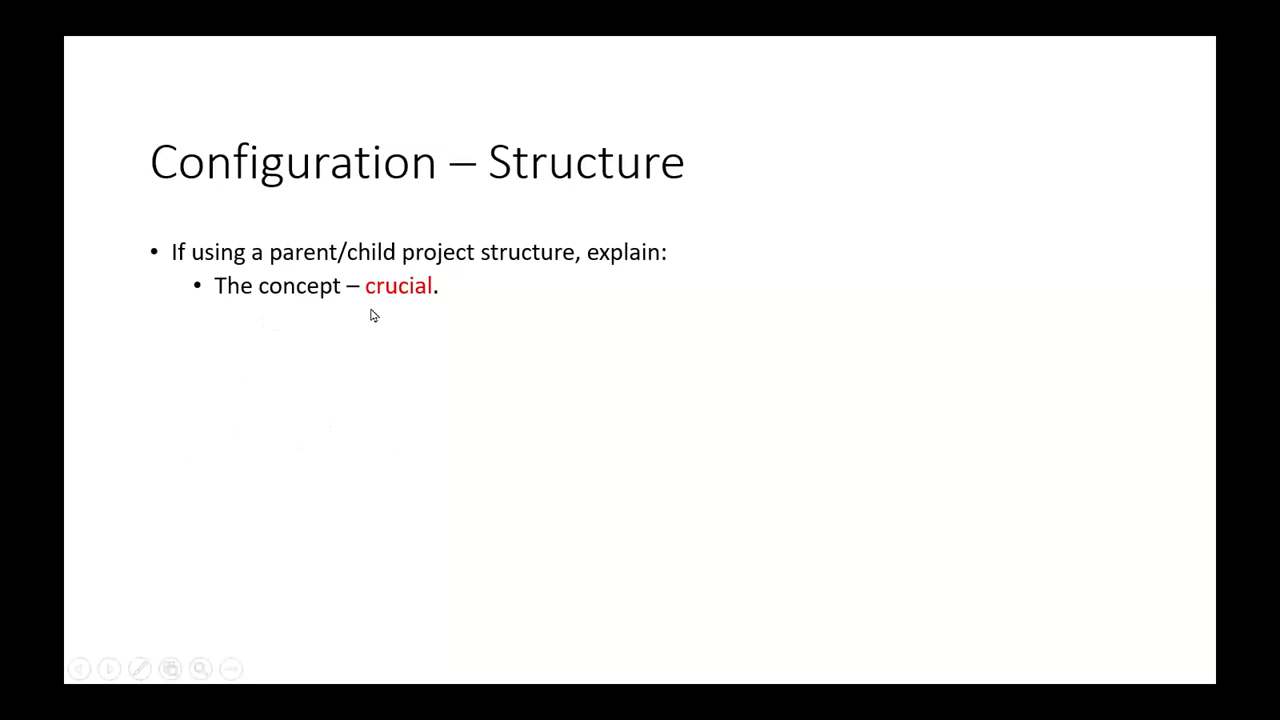 Configuration – Structure
• If using a parent/child project structure, explain:
• The concept – crucial.